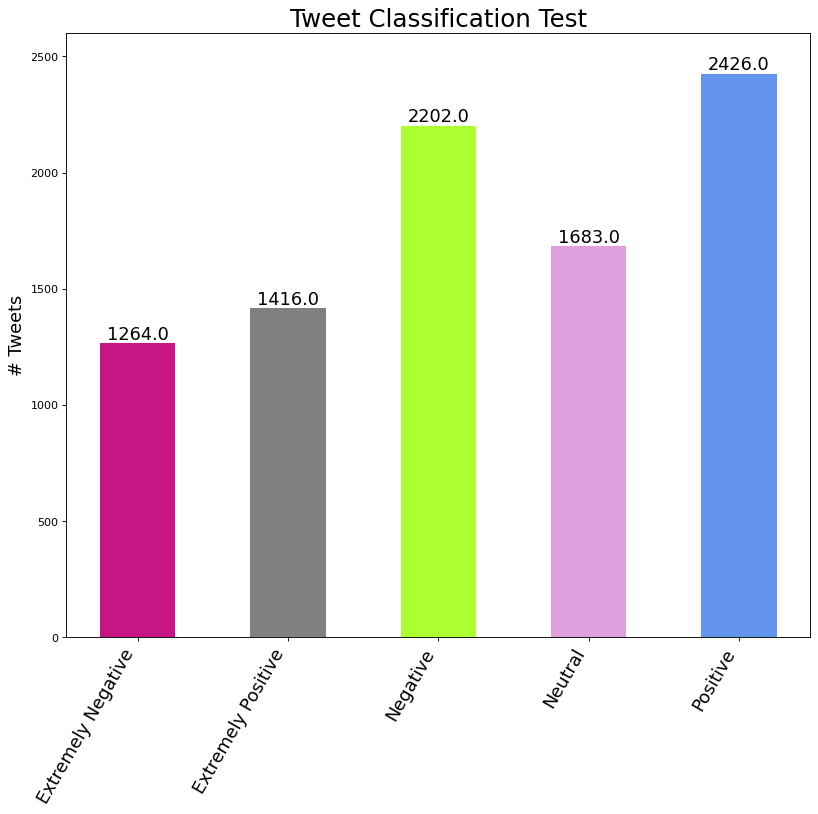 Tweet Classification Test
# Tweets
2500
2000
1500
1000
500
0
1264.0
1416.0
2202.0
1683.0
2426.0
Extremely Negative
Extremely Positive
Negative
Neutral
Positive